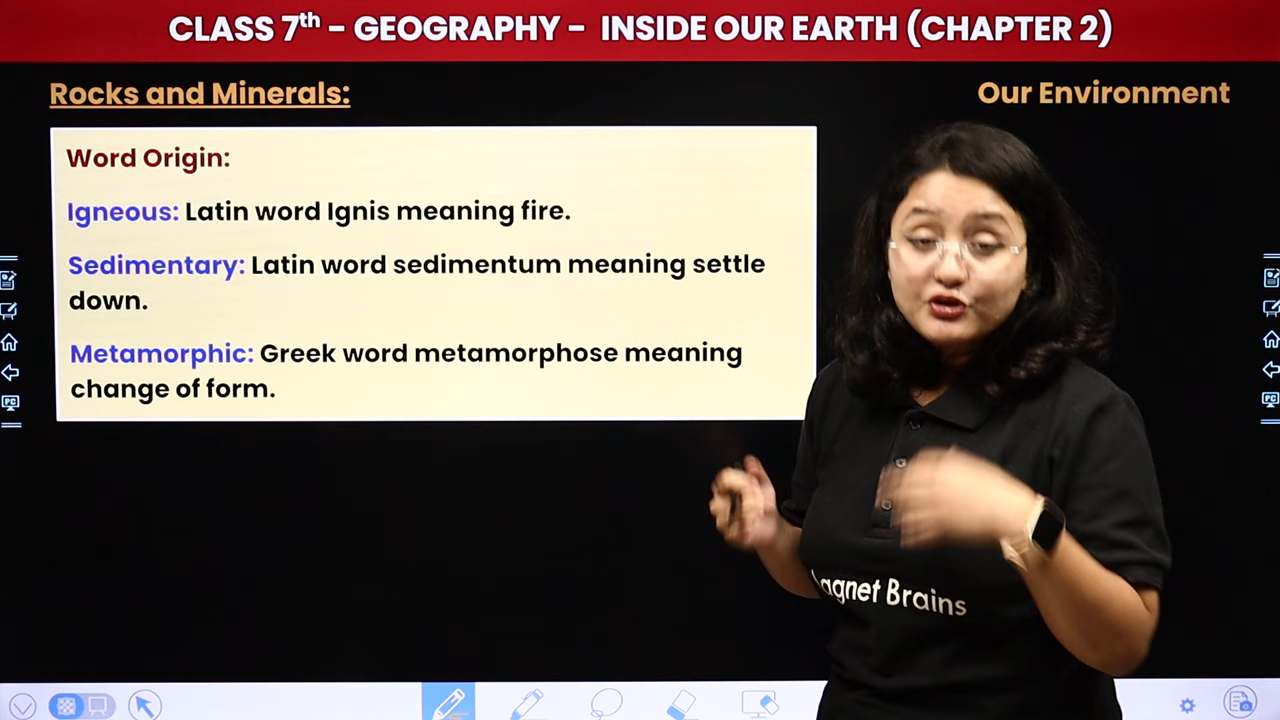 CLASS 7th - GEOGRAPHY - INSIDE OUR EARTH (CHAPTER 2)
Rocks and Minerals:
Our Environment
Word Origin:
Igneous: Latin word Ignis meaning fire.
Sedimentary: Latin word sedimentum meaning settle
down.
Metamorphic: Greek word metamorphose meaning
change of form.
agnet Brains
PC
PC